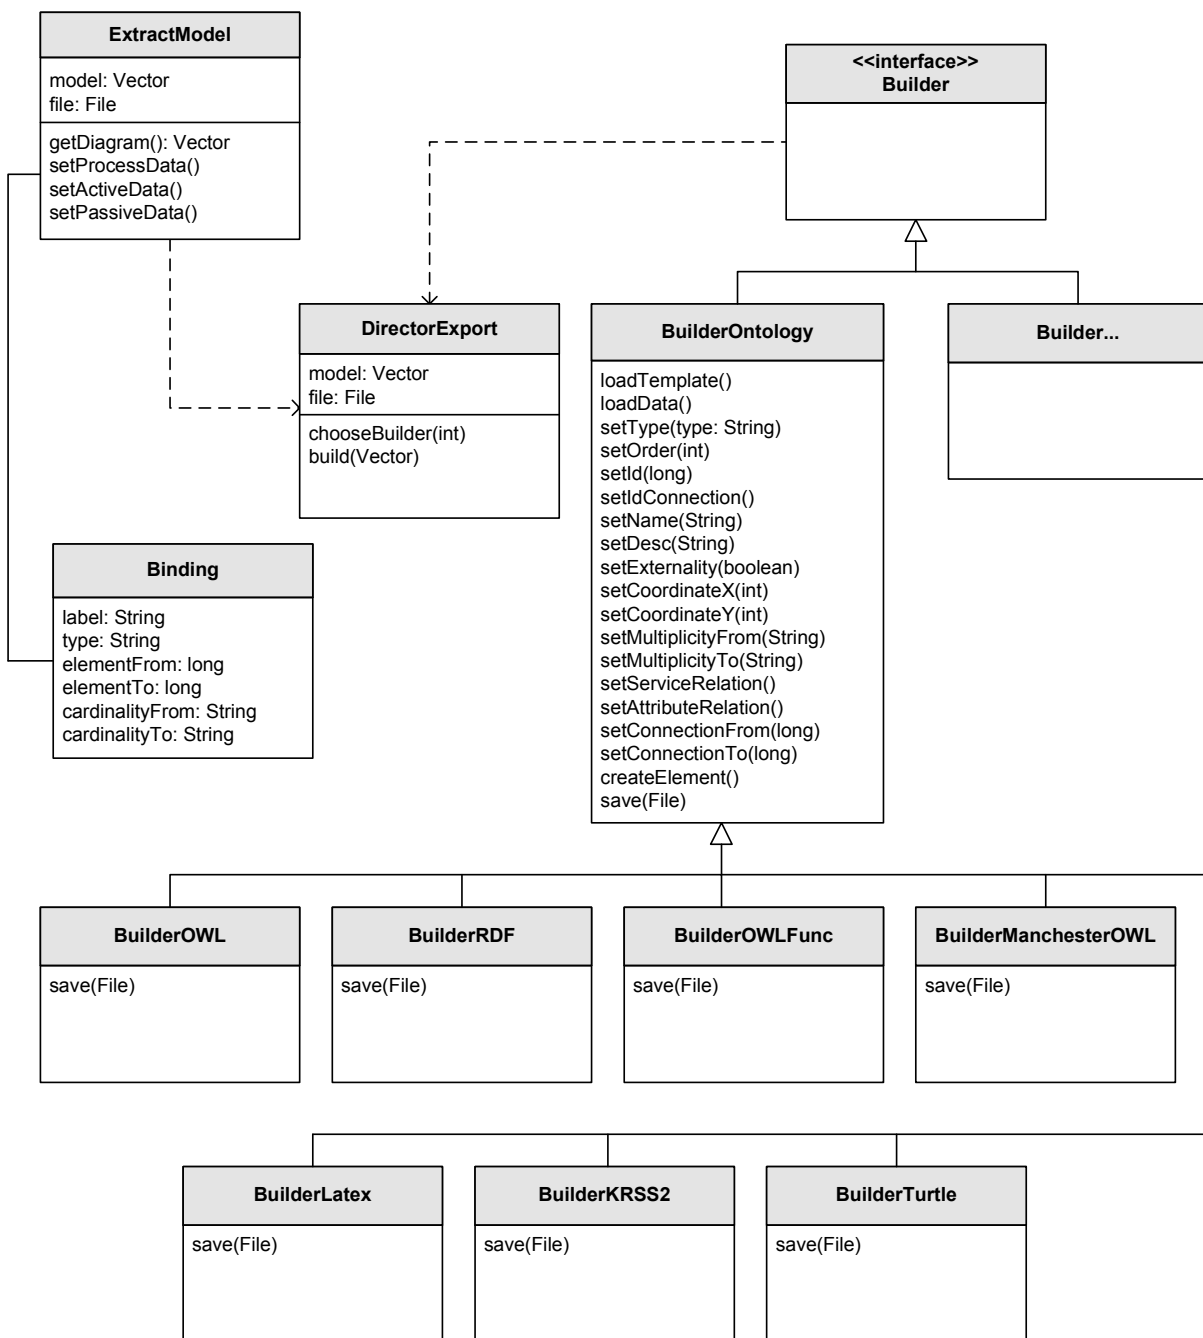 ExtractModel
model: Vector
file: File
getDiagram(): Vector
setProcessData()
setActiveData()
setPassiveData()
<<interface>>
Builder
DirectorExport
model: Vector
file: File
chooseBuilder(int)
build(Vector)
BuilderOntology
loadTemplate()
loadData()
setType(type: String)
setOrder(int)
setId(long)
setIdConnection()
setName(String)
setDesc(String)
setExternality(boolean)
setCoordinateX(int)
setCoordinateY(int)
setMultiplicityFrom(String)
setMultiplicityTo(String)
setServiceRelation()
setAttributeRelation()
setConnectionFrom(long)
setConnectionTo(long)
createElement()
save(File)
Builder...
Binding
label: String
type: String
elementFrom: long
elementTo: long
cardinalityFrom: String
cardinalityTo: String
BuilderOWL
save(File)
BuilderRDF
save(File)
BuilderOWLFunc
save(File)
BuilderManchesterOWL
save(File)
BuilderLatex
save(File)
BuilderKRSS2
save(File)
BuilderTurtle
save(File)